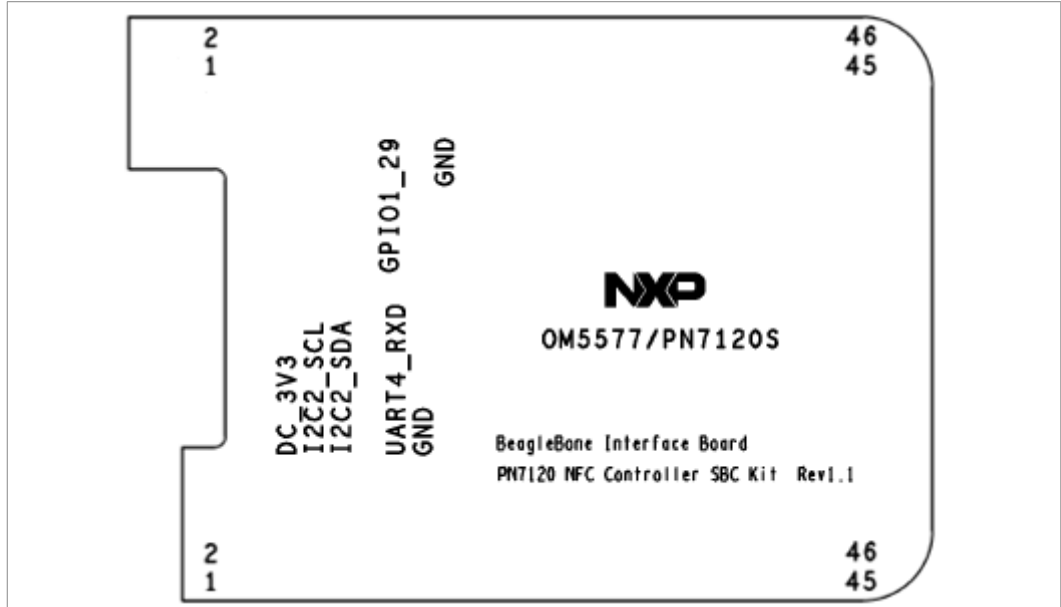 2
1
46
45
GPIO1_29
GND
NXP
OM5577/PN7120S
DC_3V3
I2C2_SCL
I2C2_SDA
UART4_RXD
GND
BeagleBone Interface Board
PN7120 NFC Controller SBC Kit Rev1.1
2
1
46
45